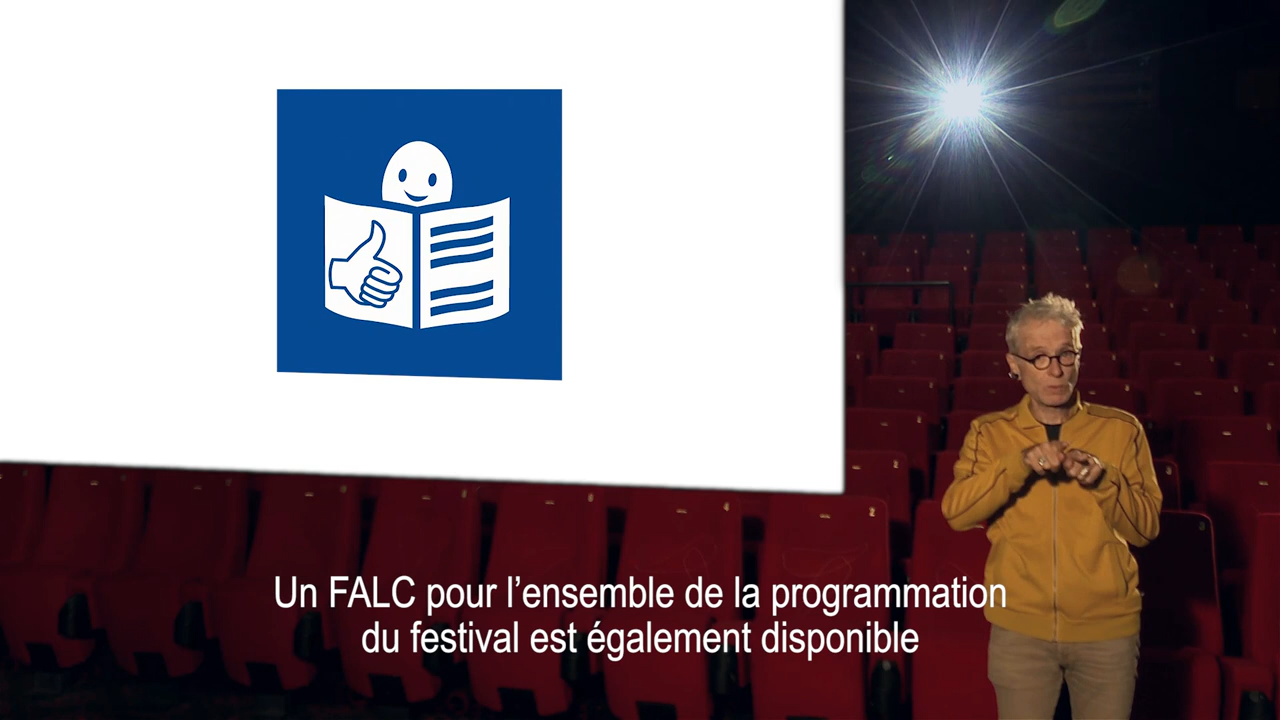 Un FALC pour l’ensemble de la programmation
du festival est également disponible